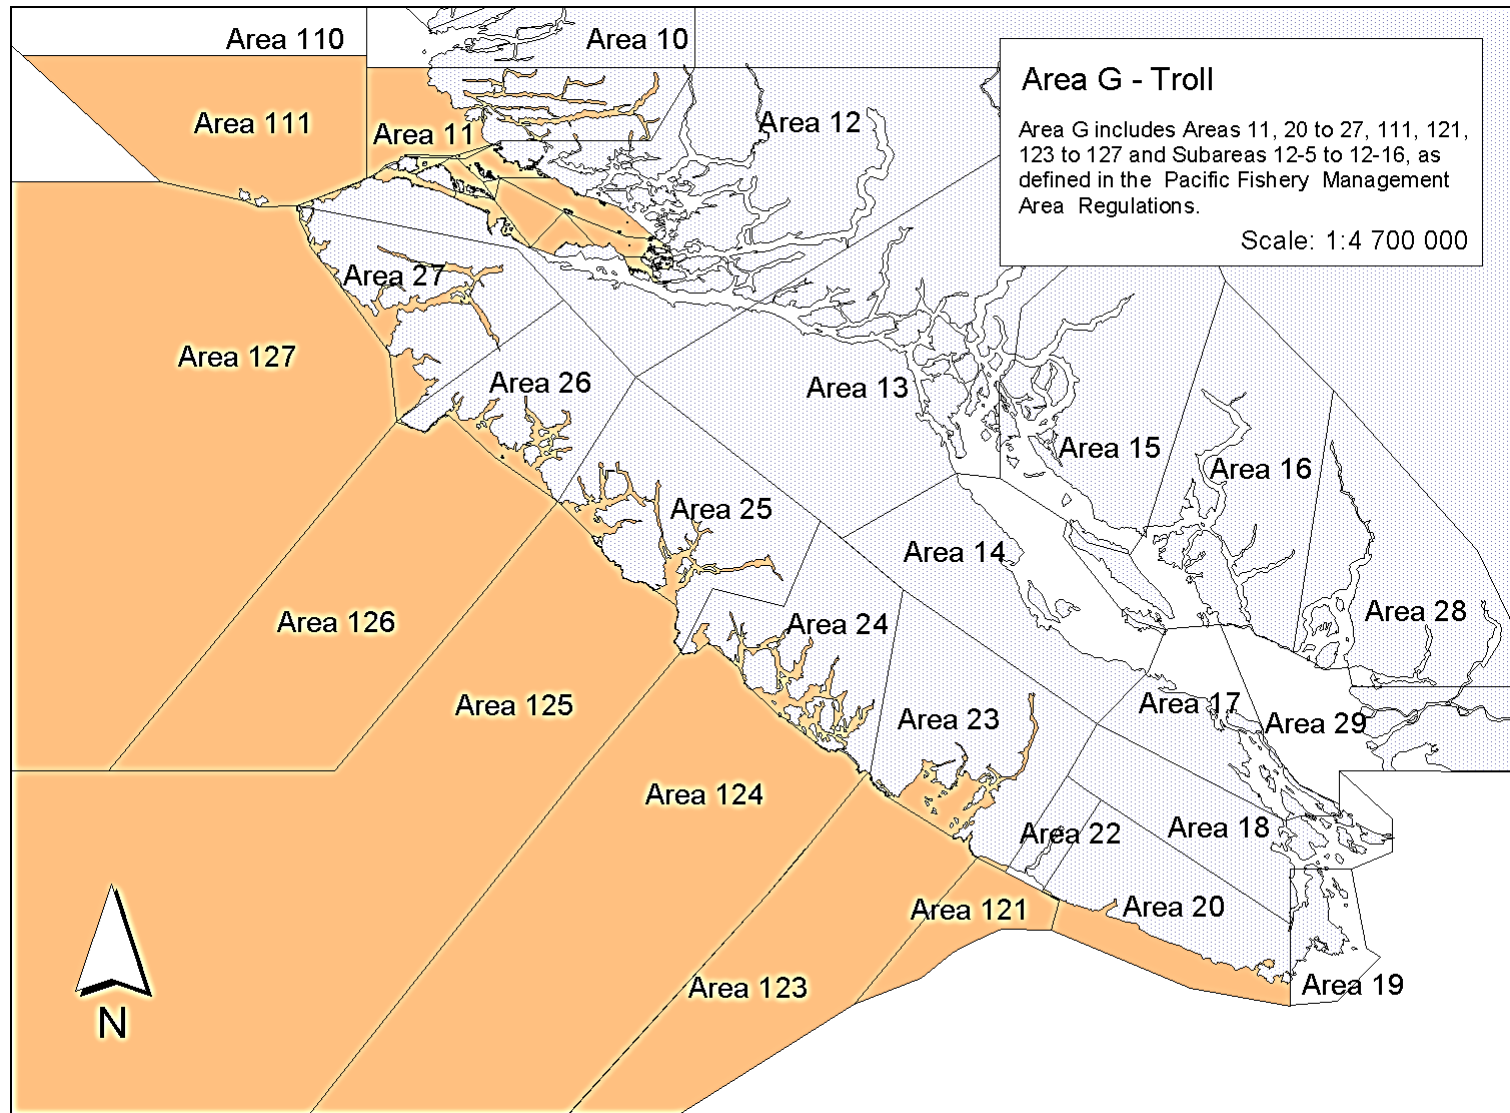 Area 110
Area 10
Area G - Troll
Area G includes Areas 11, 20 to 27, 111, 121,
123 to 127 and Subareas 12-5 to 12-16, as
defined in the Pacific Fishery Management
Area Regulations.
Scale: 1:4 700 000
Area 111
Area 11
Area 12
Area 27
Area 127
Area 26
Area 13
Area 15
Area 16
Area 25
Area 14
Area 126
Area 24
Area 28
Area 125
Area 23
Area 17
Area 29
Area 124
Area 22
Area 18
Area 121
Area 20
Area 123
Area 19
N